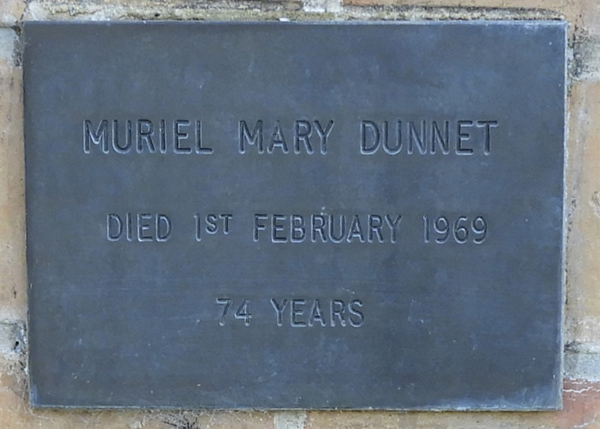 MURIEL MARY DUNNET
DIED 1ST FEBRUARY 1969
74 YEARS